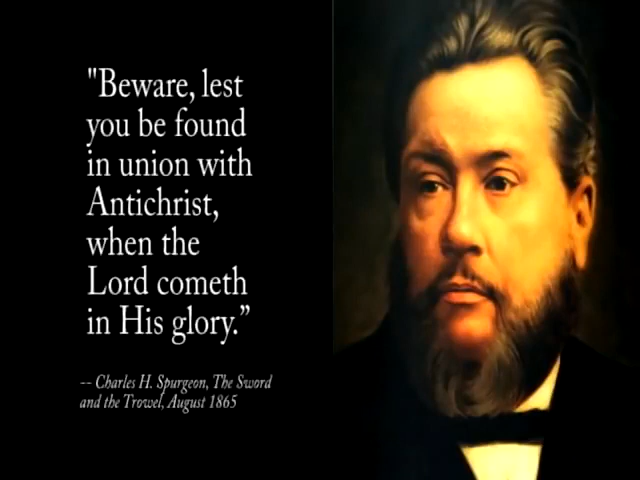 "Beware, lest
you be found
in union with
Antichrist,
when the
Lord cometh
in His glory.”
-- Charles H. Spurgeon, The Sword
and the Trowel, August 1865